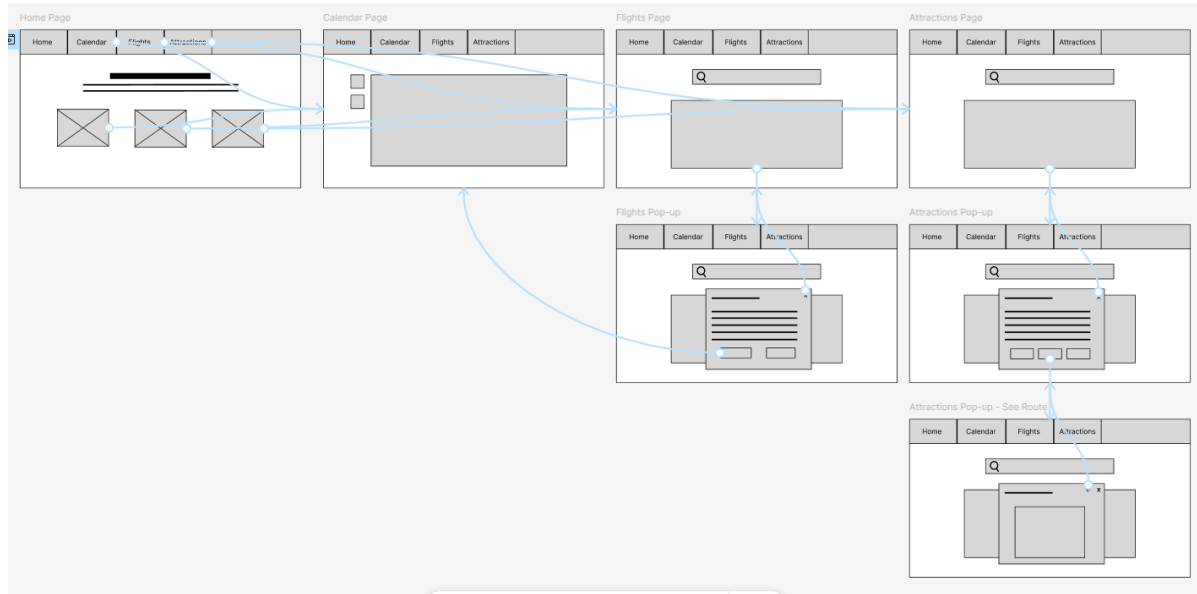 Home Page
Home Calendar Flights Attractions
Calendar Page
Home Calendar Flights Attractions
Flights Page
Home Calendar Flights Attractions
Attractions Page
Home Calendar Flights Attractions
Flights Pop-up
Home Calendar Flights Attractions
Attractions Pop-up
Home Calendar Flights Attractions
Attractions Pop-up - See Route
Home Calendar Flights Attractions
x